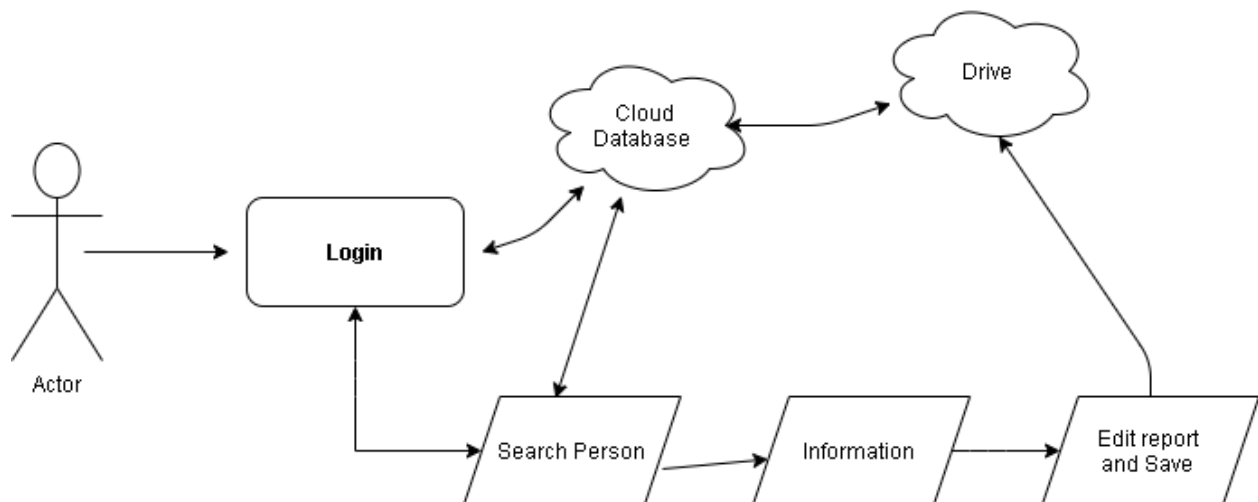 Drive
Cloud
Database
Login
Actor
Search Person
Information
Edit report
and Save